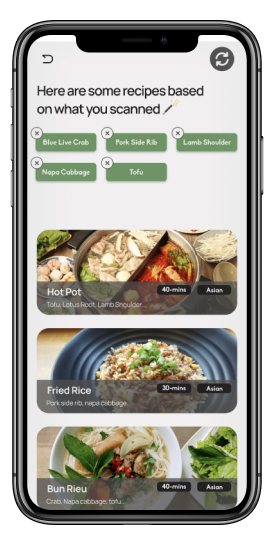 Here are some recipes based
on what you scanned
Blue Live Crab
Pork Side Rib
Lamb Shoulder
Napa Cabbage
Tofu
Hot Pot
40-mins
Asian
Tofu, Lotus Root, Lamb Shoulder...
Fried Rice
30-mins
Asian
Pork side rib, napa cabbage
Bun Rieu
40-mins
Asian
Crab, Napa cabbage, tofu...